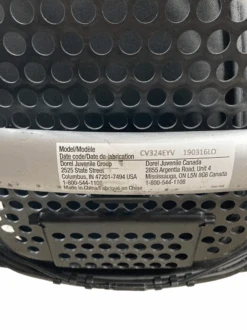 Model/Modèle CV324EYV 190316LO
Date code/Date de fabrication
Dorel Juvenile Group Dorel Juvenile Canada
2525 State Street 2855 Argentia Road, Unit 4
Columbus, IN 47201-7494 USA Mississauga, ON L5N 8G6 Canada
1-800-544-1108 1-800-544-1108
Made in China/Fabriqué en Chine